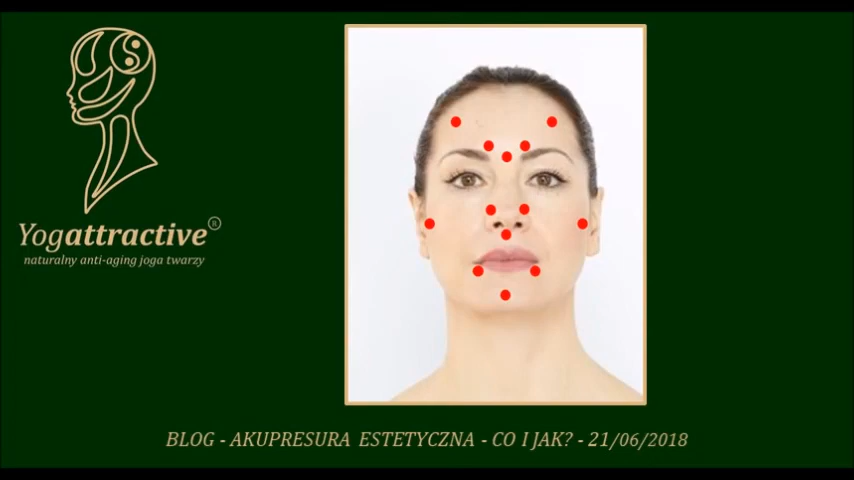 Yogattractive®
naturalny anti-aging joga twarzy
BLOG - AKUPRESURA ESTETYCZNA - CO I JAK? - 21/06/2018